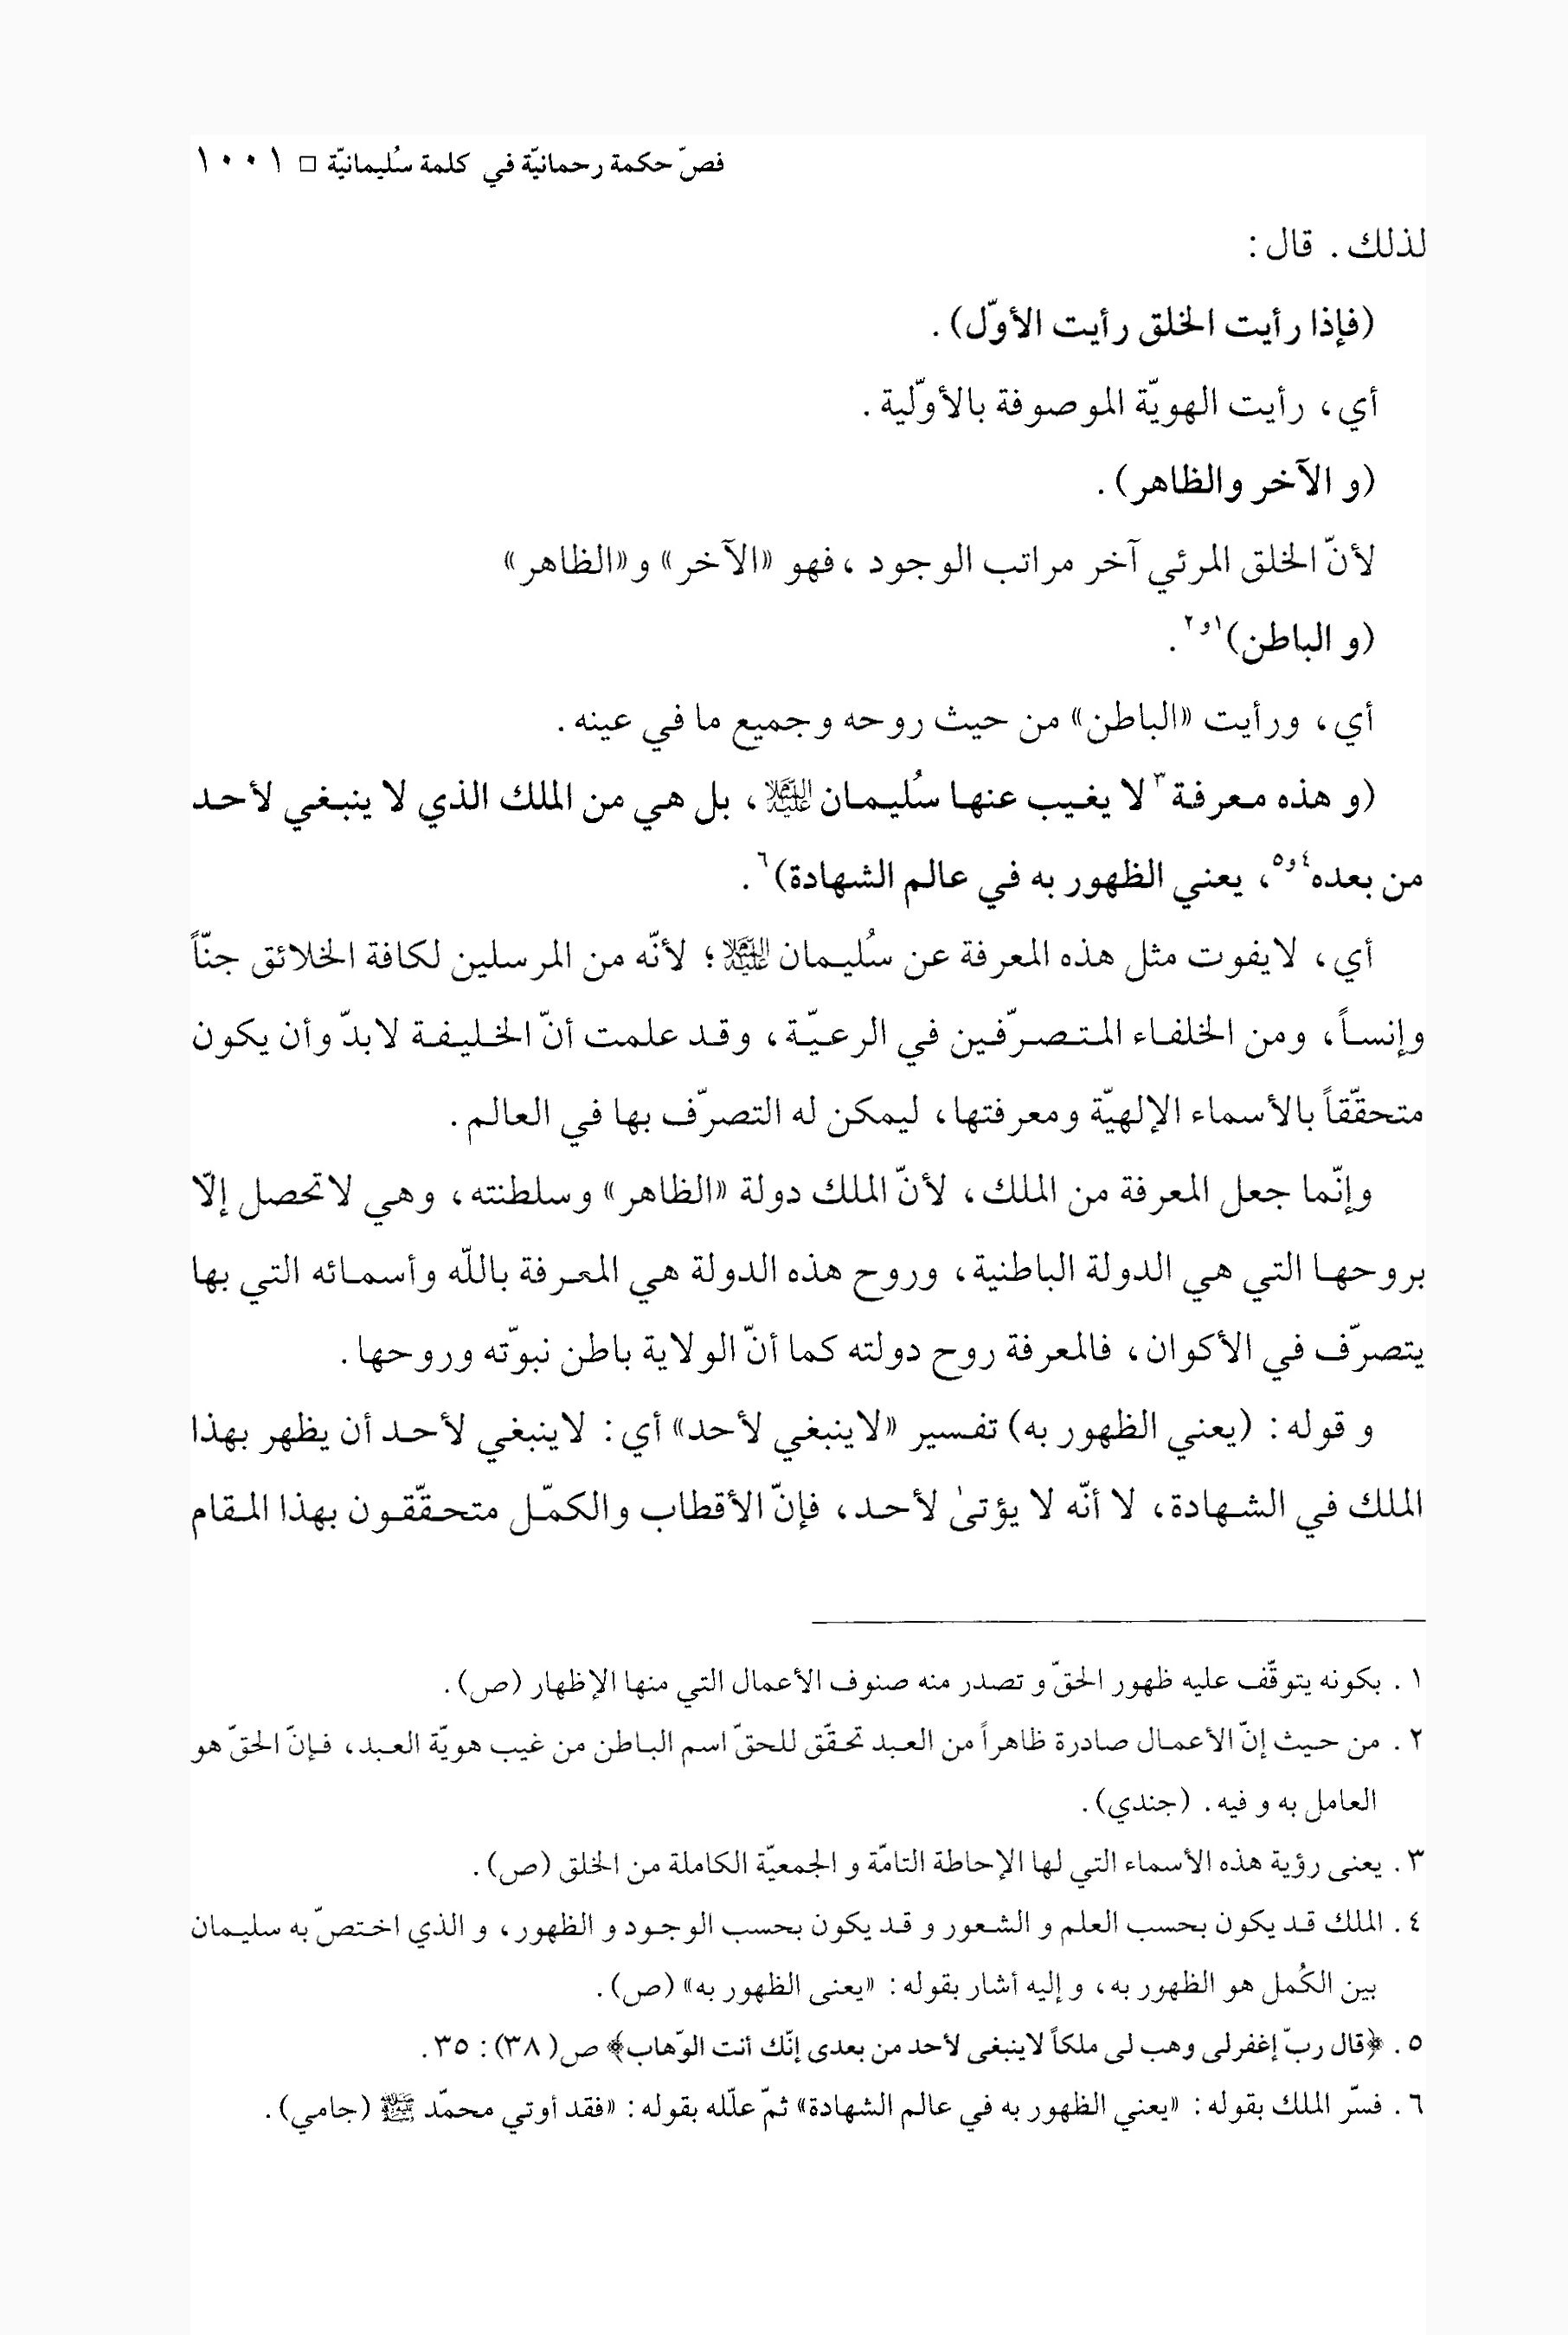 فصّ حكمة رحمانيّة في كلمة سُليمانيّة □ ١٠٠١
لذلك. قال:
(فإذا رأيت الخلق رأيت الأوّل).
أي، رأيت الهويّة الموصوفة بالأوّلية.
(و الآخر والظاهر).
لأنّ الخلق المرئي آخر مراتب الوجود، فهو «الآخر» و«الظاهر»
(و الباطن)١و٢.
أي، ورأيت «الباطن» من حيث روحه وجميع ما في عينه.
(و هذه معرفة٣ لا يغيب عنها سُليمان عليه السلام، بل هي من الملك الذي لا ينبغي لأحد
من بعده٤و٥، يعني الظهور به في عالم الشهادة)٦.
أي، لايفوت مثل هذه المعرفة عن سُليمان عليه السلام؛ لأنّه من المرسلين لكافة الخلائق جنّاً
وإنساً، ومن الخلفاء المتصرّفين في الرعيّة، وقد علمت أنّ الخليفة لابدّ وأن يكون
متحقّقاً بالأسماء الإلهيّة ومعرفتها، ليمكن له التصرّف بها في العالم.
وإنّما جعل المعرفة من الملك، لأنّ الملك دولة «الظاهر» وسلطنته، وهي لاتحصل إلّا
بروحها التي هي الدولة الباطنية، وروح هذه الدولة هي المعرفة باللّه وأسمائه التي بها
يتصرّف في الأكوان، فالمعرفة روح دولته كما أنّ الولاية باطن نبوّته وروحها.
و قوله: (يعني الظهور به) تفسير «لاينبغي لأحد» أي: لاينبغي لأحد أن يظهر بهذا
الملك في الشهادة، لا أنّه لا يؤتىٰ لأحد، فإنّ الأقطاب والكمّل متحقّقون بهذا المقام
١. بكونه يتوقّف عليه ظهور الحقّ و تصدر منه صنوف الأعمال التي منها الإظهار (ص).
٢. من حيث إنّ الأعمال صادرة ظاهراً من العبد تحقّق للحقّ اسم الباطن من غيب هويّة العبد، فإنّ الحقّ هو
العامل به و فيه. (جندي).
٣. يعنى رؤية هذه الأسماء التي لها الإحاطة التامّة و الجمعيّة الكاملة من الخلق (ص).
٤. الملك قد يكون بحسب العلم و الشعور و قد يكون بحسب الوجود و الظهور، و الذي اختصّ به سليمان
بين الكُمل هو الظهور به، و إليه أشار بقوله: «يعنى الظهور به» (ص).
٥. ﴿قال ربّ إغفرلى وهب لى ملكاً لاينبغى لأحد من بعدى إنّك أنت الوّهاب﴾ ص(٣٨): ٣٥.
٦. فسّر الملك بقوله: «يعني الظهور به في عالم الشهادة» ثمّ علّله بقوله: «فقد أوتي محمّد ﷺ (جامي).